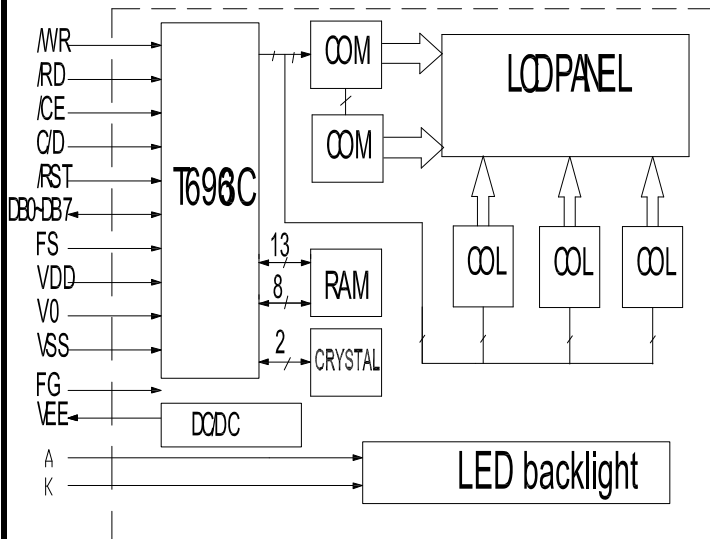 /WR
/RD
/CE
C/D
/RST
DB0~DB7
FS
VDD
V0
VSS
FG
VEE
A
K
T6963C
COM
COM
LCD PANEL
COL
COL
COL
13
8
RAM
2
CRYSTAL
DC/DC
LED backlight